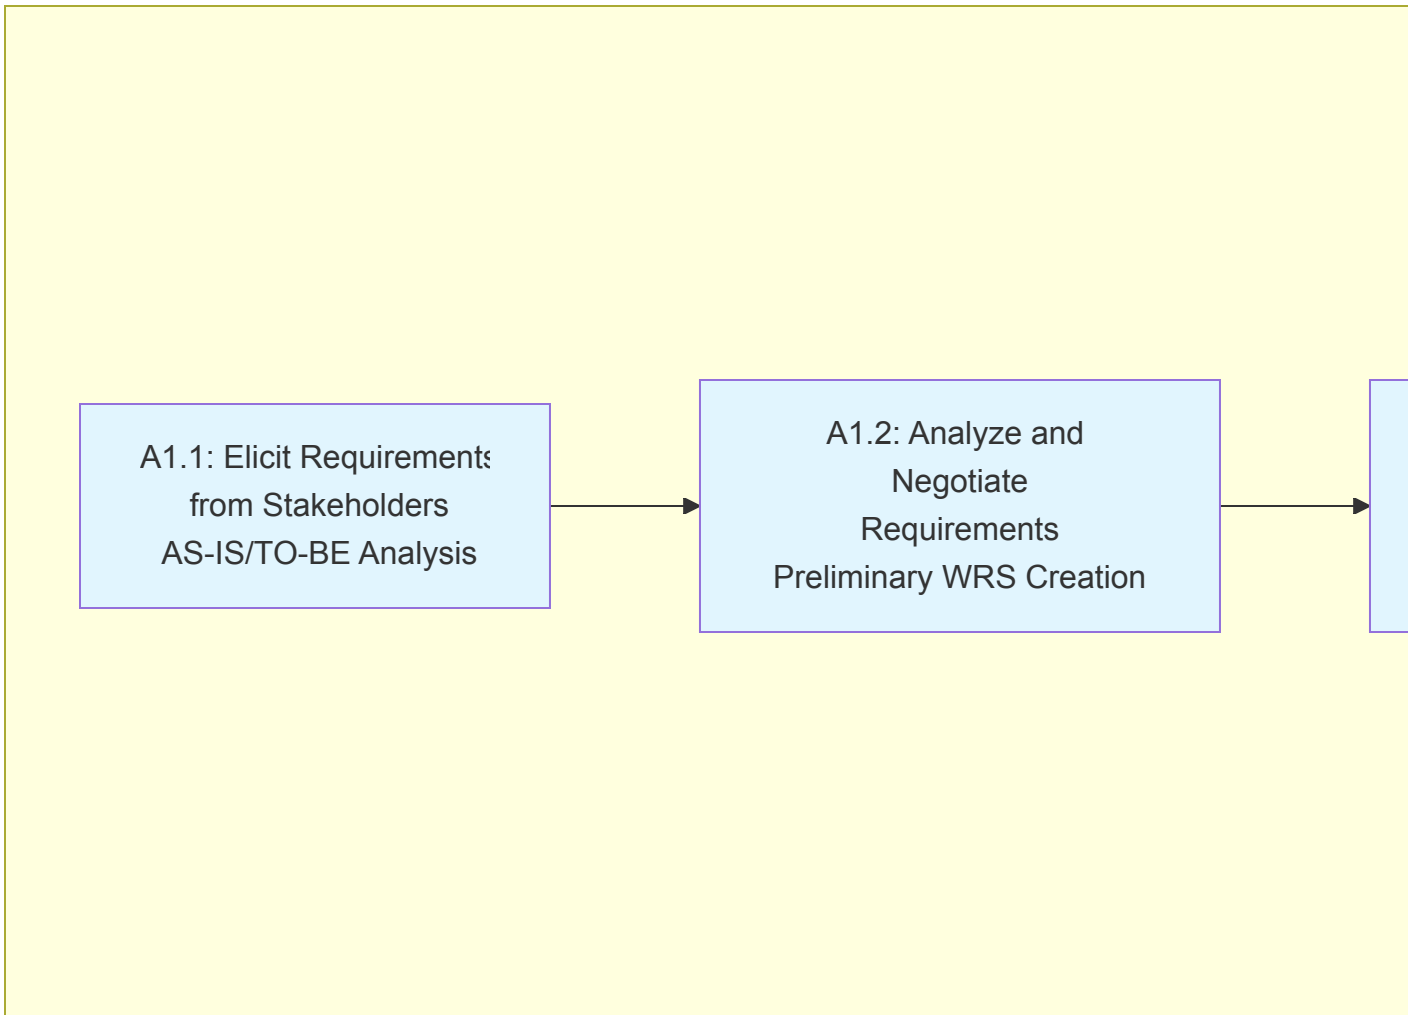 A1.1: Elicit Requirements
from Stakeholders
AS-IS/TO-BE Analysis
A1.2: Analyze and
Negotiate
Requirements
Preliminary WRS Creation